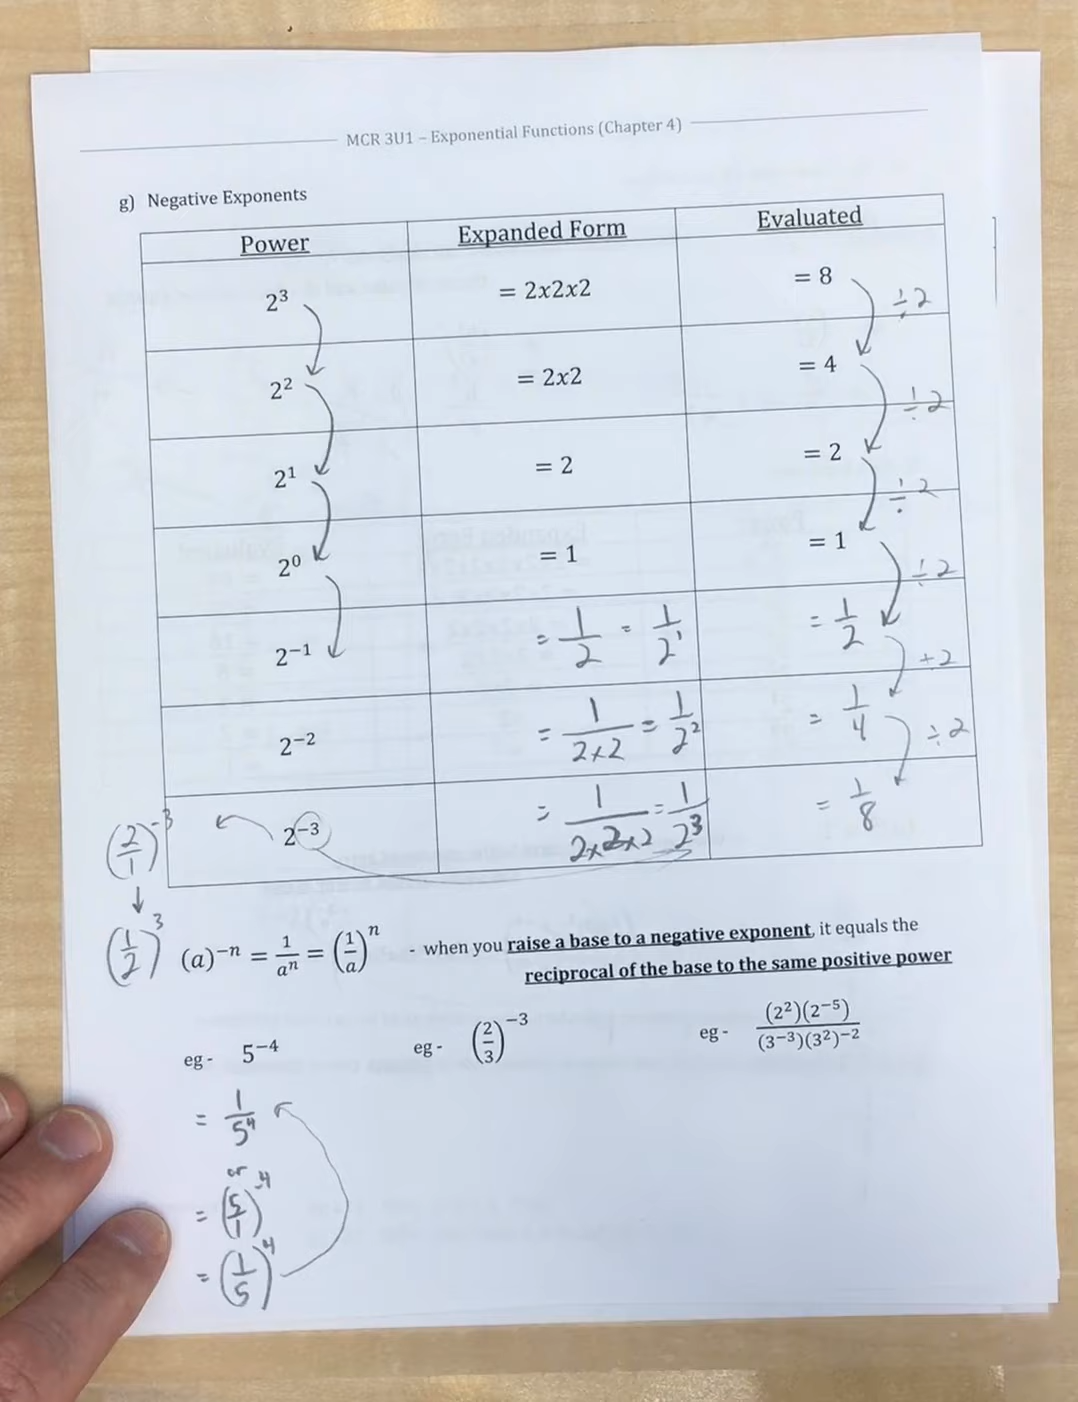 MCR 3U1 – Exponential Functions (Chapter 4)
g) Negative Exponents
Power Expanded Form Evaluated
2³ = 2x2x2 = 8 ÷2
2² = 2x2 = 4 ÷2
2¹ = 2 = 2 ÷2
2⁰ = 1 = 1 ÷2
2⁻¹ = 1/2 = 1/2¹ = 1/2 ÷2
2⁻² = 1/(2x2) = 1/2² = 1/4 ÷2
(2/1)⁻³ 2⁻³ = 1/(2x2x2) = 1/2³ = 1/8
(1/2)³ (a)⁻ⁿ = 1/aⁿ = (1/a)ⁿ - when you raise a base to a negative exponent, it equals the
reciprocal of the base to the same positive power
eg - 5⁻⁴ eg - (2/3)⁻³ eg - (2²)(2⁻⁵)/(3⁻³)(3²)⁻²
= 1/5⁴
or
= (5/1)⁻⁴
= (1/5)⁴